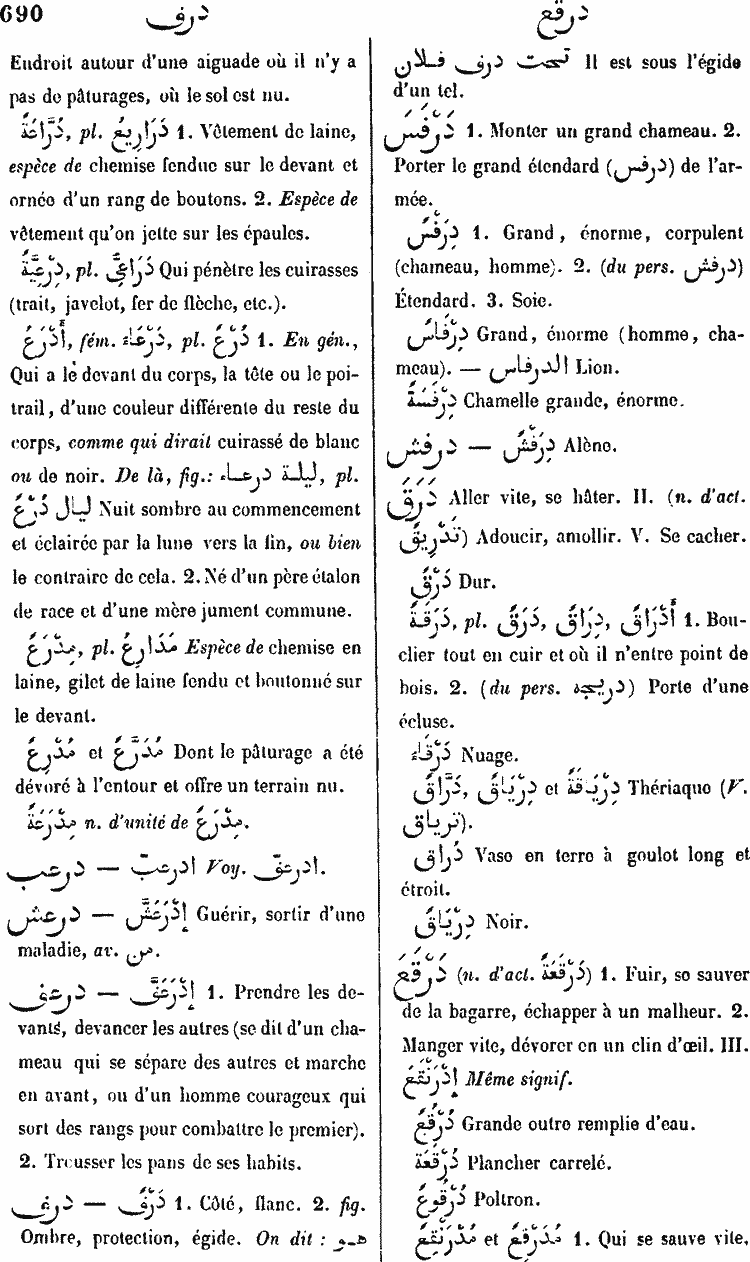 690
درف
درقع
Endroit autour d'une aiguade où il n'y a
pas de pâturages, où le sol est nu.
دُرَّاعَةٌ, pl. دَرَارِيعُ 1. Vêtement de laine,
espèce de chemise fendue sur le devant et
ornée d'un rang de boutons. 2. Espèce de
vêtement qu'on jette sur les épaules.
دِرْعِيَّةٌ, pl. دَرَاعِيُّ Qui pénètre les cuirasses
(trait, javelot, fer de flèche, etc.).
أَدْرَعُ, fém. دَرْعَاءُ, pl. دُرْعٌ 1. En gén.,
Qui a le devant du corps, la tête ou le poi-
trail, d'une couleur différente du reste du
corps, comme qui dirait cuirassé de blanc
ou de noir. De là, fig.: ليلة درعاء, pl.
ليال دُرْعٌ Nuit sombre au commencement
et éclairée par la lune vers la fin, ou bien
le contraire de cela. 2. Né d'un père étalon
de race et d'une mère jument commune.
مِدْرَعٌ, pl. مَدَارِعُ Espèce de chemise en
laine, gilet de laine fendu et boutonné sur
le devant.
مُدْرِعٌ et مُدَرَّعٌ Dont le pâturage a été
dévoré à l'entour et offre un terrain nu.
مِدْرَعَةٌ n. d'unité de مِدْرَعٌ.
درعب — ادرعبّ Voy. ادرعفّ.
درعش — إِدْرَعَشَّ Guérir, sortir d'une
maladie, av. من.
درعف — إِدْرَعَفَّ 1. Prendre les de-
vants, devancer les autres (se dit d'un cha-
meau qui se sépare des autres et marche
en avant, ou d'un homme courageux qui
sort des rangs pour combattre le premier).
2. Trousser les pans de ses habits.
درف — دَرْفٌ 1. Côté, flanc. 2. fig.
Ombre, protection, égide. On dit : هو
تحت درف فلان Il est sous l'égide
d'un tel.
دَرْفَسَ 1. Monter un grand chameau. 2.
Porter le grand étendard (درفس) de l'ar-
mée.
دِرَفْسٌ 1. Grand, énorme, corpulent
(chameau, homme). 2. (du pers. درفش)
Étendard. 3. Soie.
دِرْفَاسٌ Grand, énorme (homme, cha-
meau). — الدرفاس Lion.
دِرَفْسَةٌ Chamelle grande, énorme.
درفش — دِرَفْشٌ Alène.
دَرَقَ Aller vite, se hâter. II. (n. d'act.
تَدْرِيقٌ) Adoucir, amollir. V. Se cacher.
دَرْقٌ Dur.
دَرَقَةٌ, pl. دَرَقٌ, دِرَاقٌ, أَدْرَاقٌ 1. Bou-
clier tout en cuir et où il n'entre point de
bois. 2. (du pers. دريچه) Porte d'une
écluse.
دَرْقَاءُ Nuage.
دَرَّاقٌ, دِرْيَاقٌ et دِرْيَاقَةٌ Thériaque (V.
ترياق).
دُرَاق Vase en terre à goulot long et
étroit.
دِرْيَاقٌ Noir.
دَرْقَعَ (n. d'act. دَرْقَعَةٌ) 1. Fuir, se sauver
de la bagarre, échapper à un malheur. 2.
Manger vite, dévorer en un clin d'œil. III.
إِدْرَنْقَعَ Même signif.
دُرْقُعٌ Grande outre remplie d'eau.
دُرْقَعَةٌ Plancher carrelé.
دُرْقُوعٌ Poltron.
مُدْرَنْقِعٌ et مُدَرْقِعٌ 1. Qui se sauve vite,